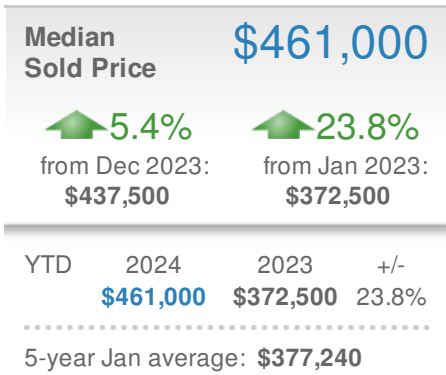 Median $461,000
Sold Price
5.4% 23.8%
from Dec 2023: from Jan 2023:
$437,500 $372,500
YTD 2024 2023 +/-
$461,000 $372,500 23.8%
5-year Jan average: $377,240